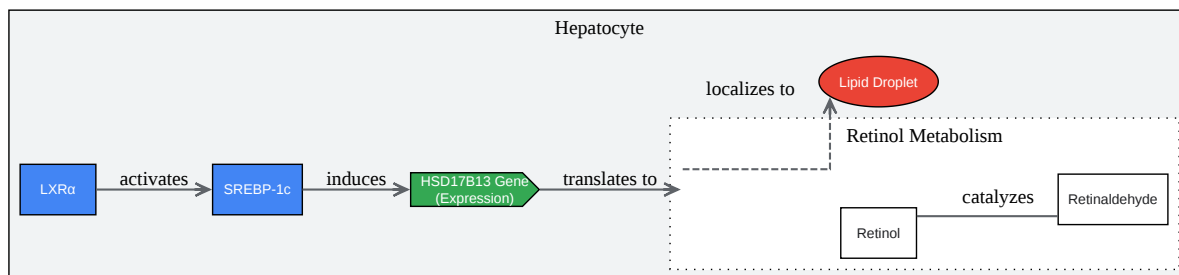 Hepatocyte
localizes to
Lipid Droplet
Retinol Metabolism
LXRα
activates
SREBP-1c
induces
HSD17B13 Gene
(Expression)
translates to
catalyzes
Retinaldehyde
Retinol